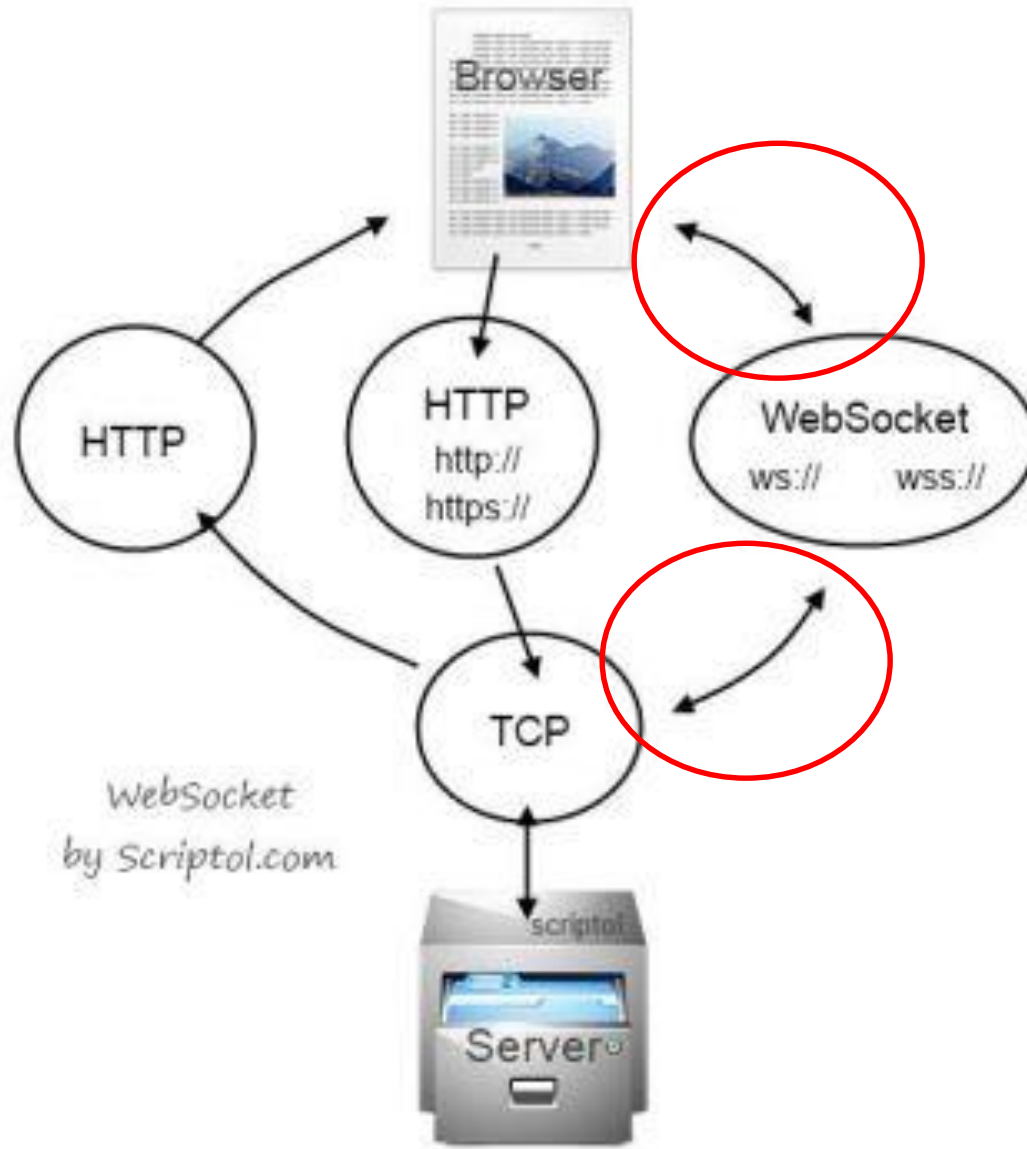 Browser
HTTP
HTTP
http://
https://
WebSocket
ws:// wss://
TCP
WebSocket
by Scriptol.com
scriptol
Server